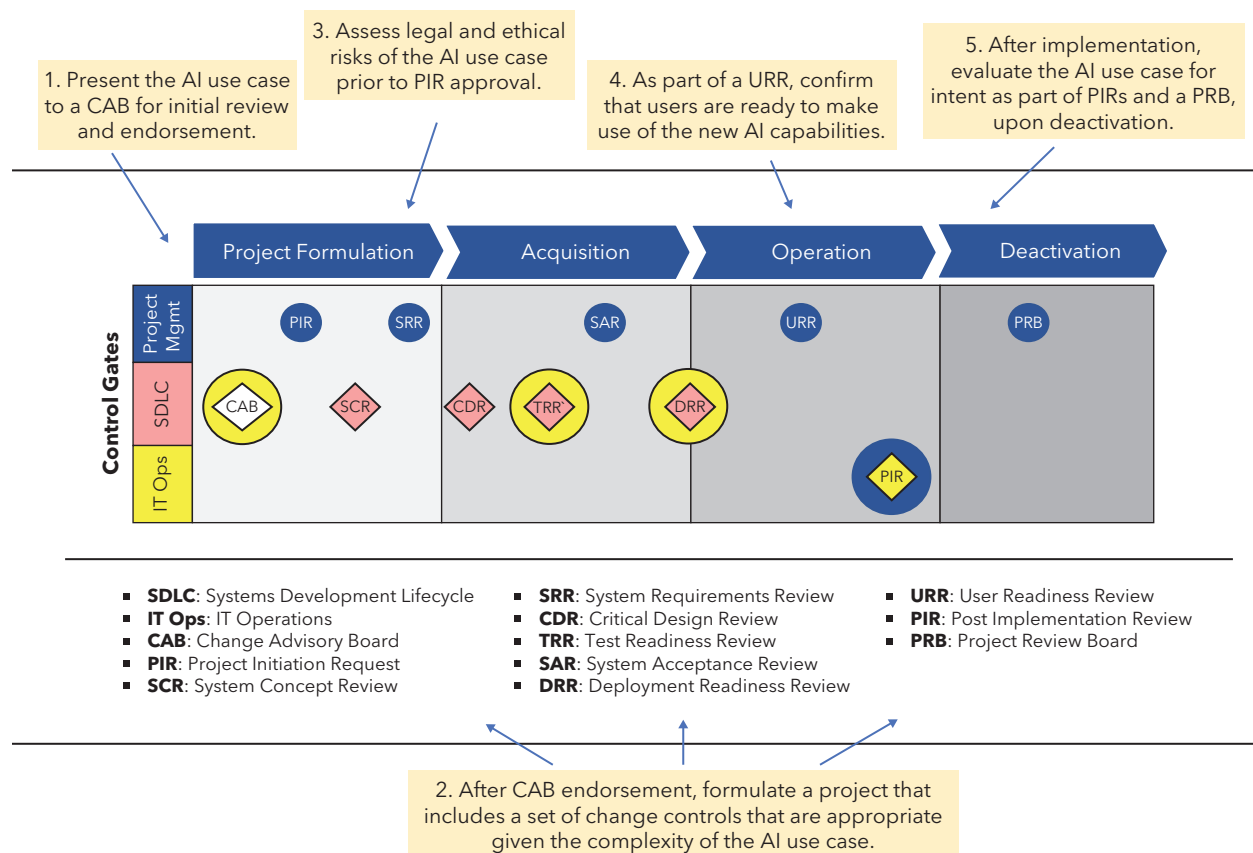 1. Present the AI use case
to a CAB for initial review
and endorsement.
3. Assess legal and ethical
risks of the AI use case
prior to PIR approval.
4. As part of a URR, confirm
that users are ready to make
use of the new AI capabilities.
5. After implementation,
evaluate the AI use case for
intent as part of PIRs and a PRB,
upon deactivation.
Project Formulation
Acquisition
Operation
Deactivation
Control Gates
Project
Mgmt
PIR
SRR
SAR
URR
PRB
SDLC
CAB
SCR
CDR
TRR`
DRR
IT Ops
PIR
▪ SDLC: Systems Development Lifecycle
▪ IT Ops: IT Operations
▪ CAB: Change Advisory Board
▪ PIR: Project Initiation Request
▪ SCR: System Concept Review
▪ SRR: System Requirements Review
▪ CDR: Critical Design Review
▪ TRR: Test Readiness Review
▪ SAR: System Acceptance Review
▪ DRR: Deployment Readiness Review
▪ URR: User Readiness Review
▪ PIR: Post Implementation Review
▪ PRB: Project Review Board
2. After CAB endorsement, formulate a project that
includes a set of change controls that are appropriate
given the complexity of the AI use case.